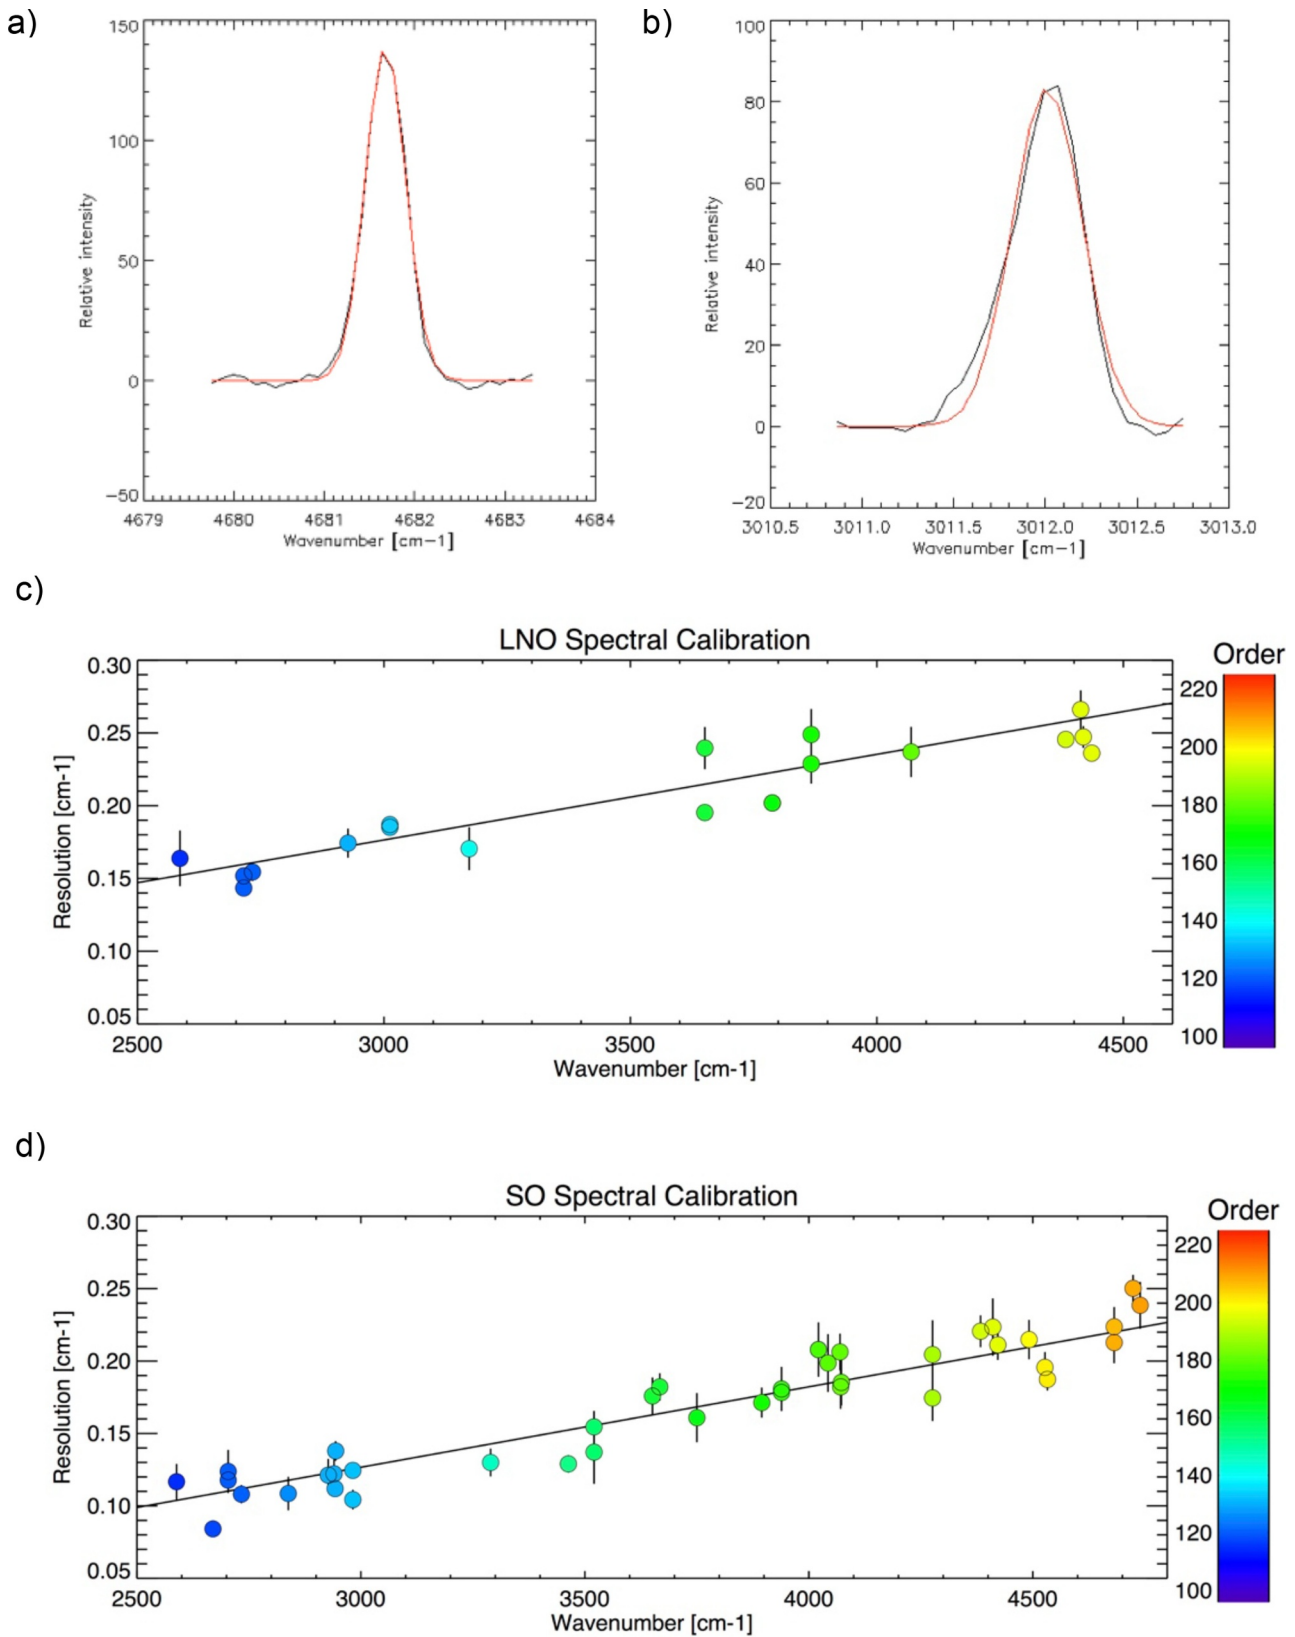 a)
150
100
50
0
−50
Relative intensity
4679 4680 4681 4682 4683 4684
Wavenumber [cm−1]
b)
100
80
60
40
20
0
−20
Relative intensity
3010.5 3011.0 3011.5 3012.0 3012.5 3013.0
Wavenumber [cm−1]
c)
LNO Spectral Calibration
0.30
0.25
0.20
0.15
0.10
0.05
Resolution [cm-1]
2500 3000 3500 4000 4500
Wavenumber [cm-1]
Order
220
200
180
160
140
120
100
d)
SO Spectral Calibration
0.30
0.25
0.20
0.15
0.10
0.05
Resolution [cm-1]
2500 3000 3500 4000 4500
Wavenumber [cm-1]
Order
220
200
180
160
140
120
100